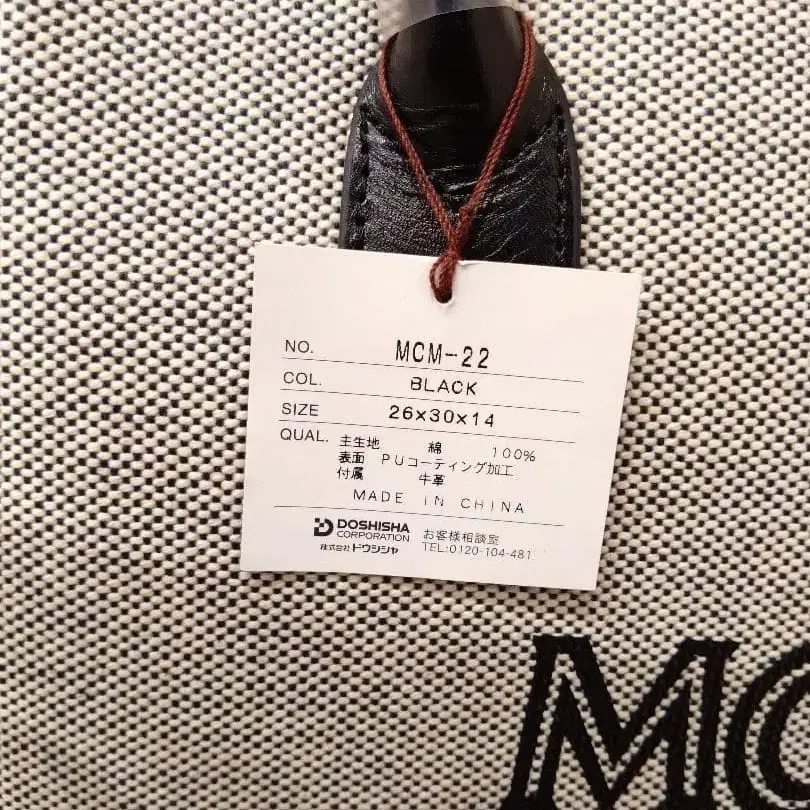 NO. MCM-22
COL. BLACK
SIZE 26×30×14
QUAL. 主生地 綿 100%
表面 PUコーティング加工
付属 牛革
MADE IN CHINA
DOSHISHA
CORPORATION
株式会社 ドウシシャ
お客様相談室
TEL:0120-104-481
MC